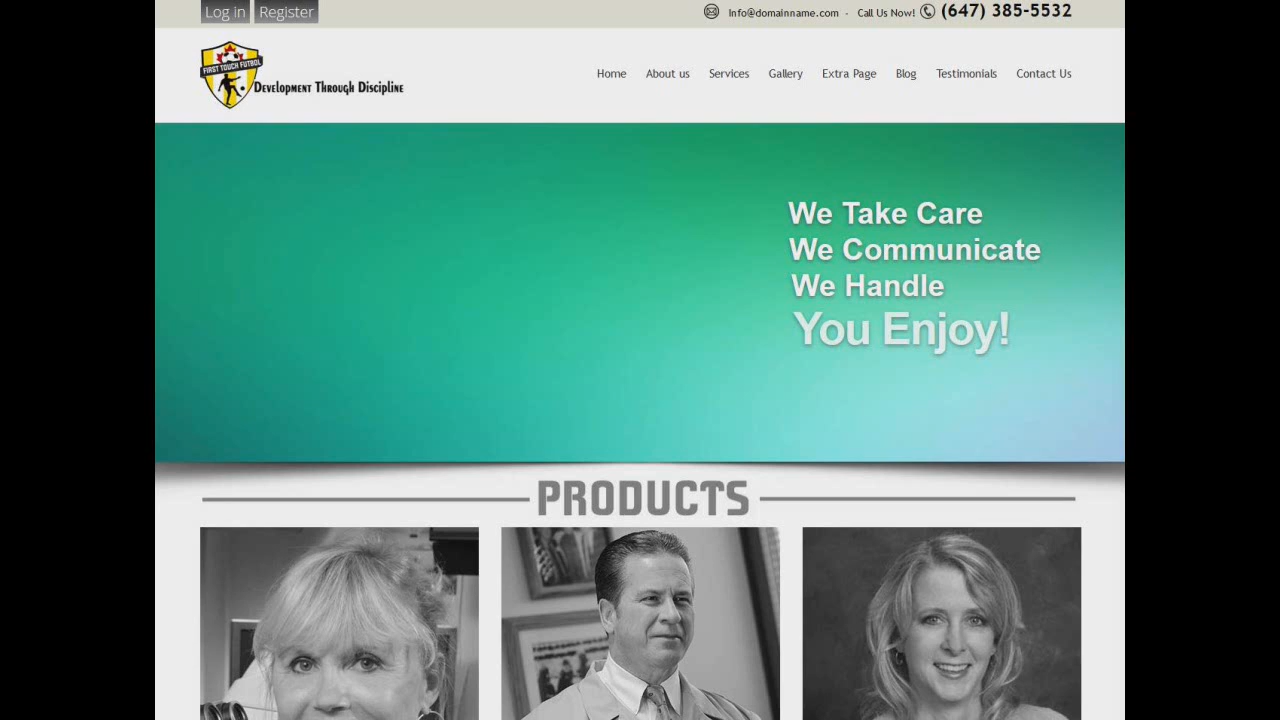 Log in Register
Info@domainname.com - Call Us Now! (647) 385-5532
FIRST TOUCH FUTBOL
Development Through Discipline
Home About us Services Gallery Extra Page Blog Testimonials Contact Us
We Take Care
We Communicate
We Handle
You Enjoy!
PRODUCTS